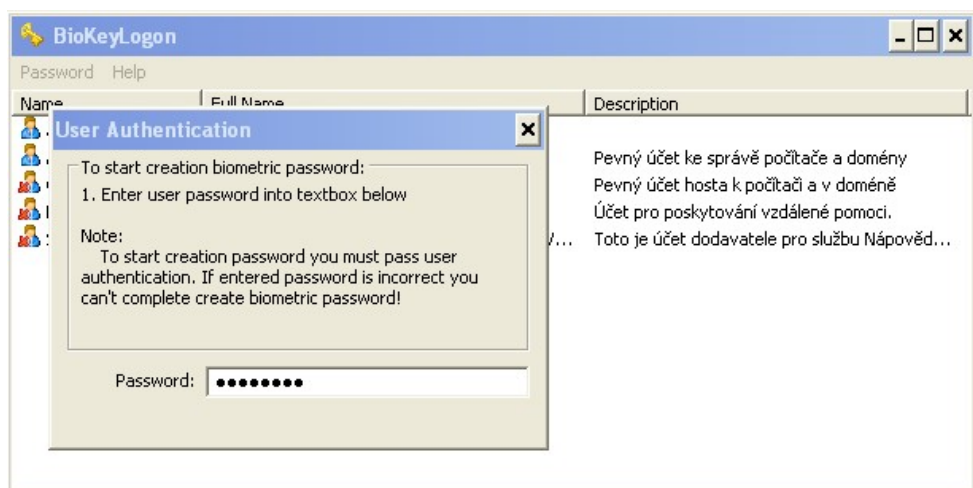 BioKeyLogon
Password Help
Name Full Name Description
User Authentication
To start creation biometric password:
1. Enter user password into textbox below
Note:
To start creation password you must pass user
authentication. If entered password is incorrect you
can't complete create biometric password!
Password: ●●●●●●●●
Pevný účet ke správě počítače a domény
Pevný účet hosta k počítači a v doméně
Účet pro poskytování vzdálené pomoci.
Toto je účet dodavatele pro službu Nápověd...